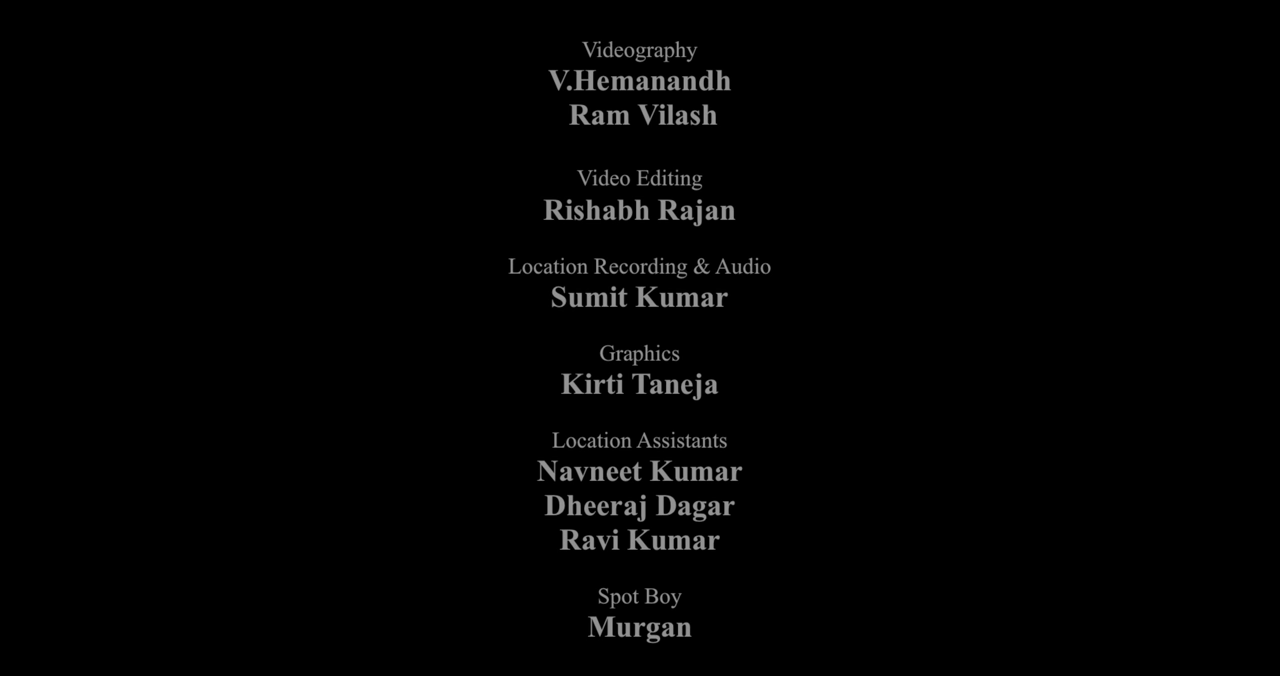 Videography
V.Hemanandh
Ram Vilash
Video Editing
Rishabh Rajan
Location Recording & Audio
Sumit Kumar
Graphics
Kirti Taneja
Location Assistants
Navneet Kumar
Dheeraj Dagar
Ravi Kumar
Spot Boy
Murgan